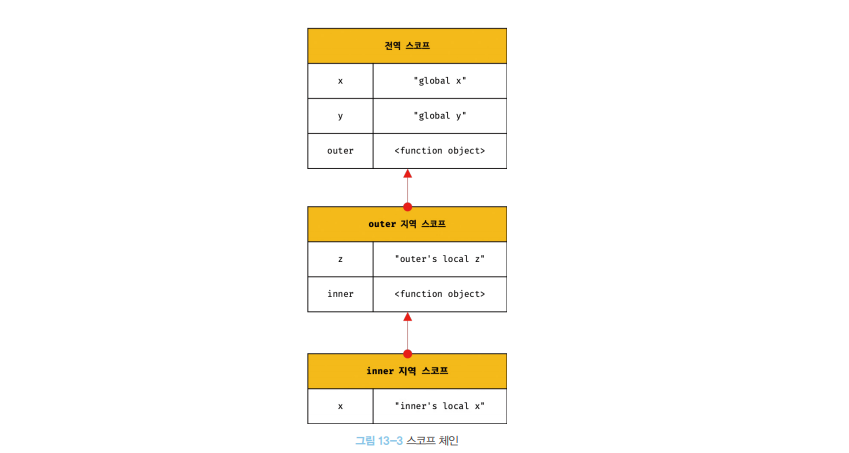 전역 스코프
x "global x"
y "global y"
outer <function object>
outer 지역 스코프
z "outer's local z"
inner <function object>
inner 지역 스코프
x "inner's local x"
그림 13-3 스코프 체인